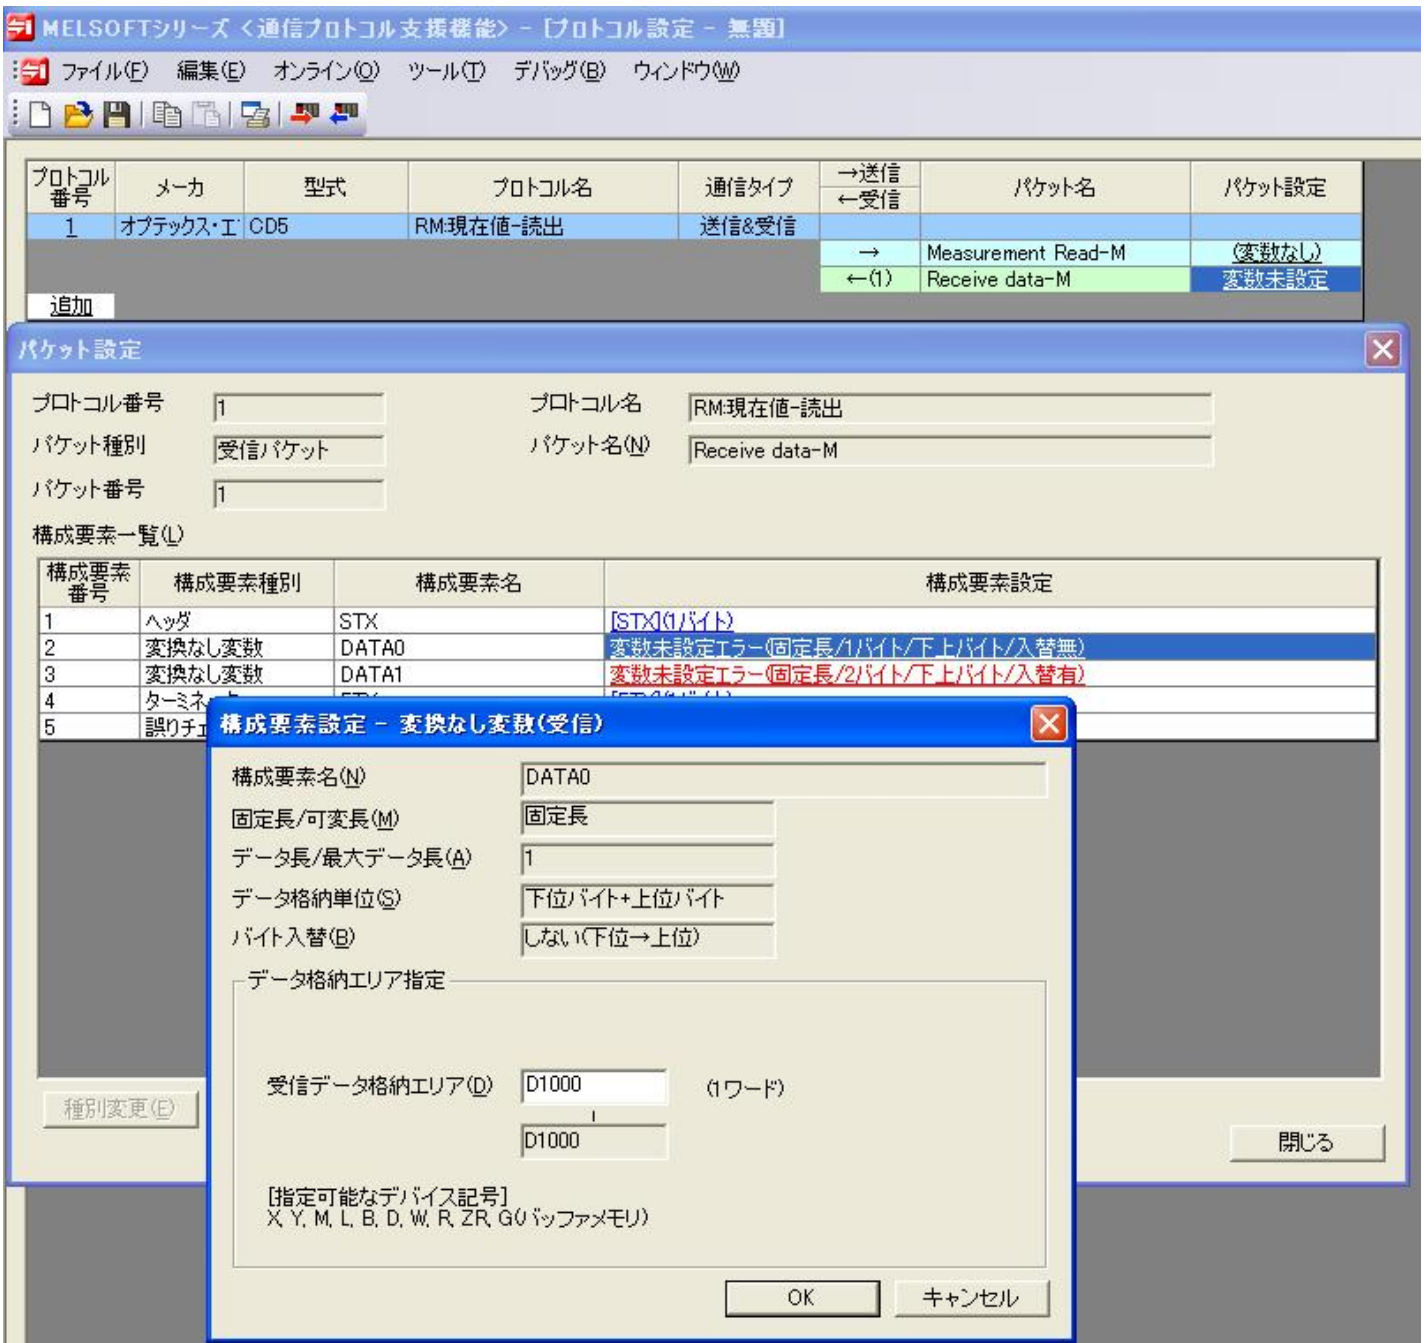 MELSOFTシリーズ <通信プロトコル支援機能> - [プロトコル設定 - 無題]
ファイル(F) 編集(E) オンライン(O) ツール(T) デバッグ(B) ウィンドウ(W)
プロトコル番号 メーカ 型式 プロトコル名 通信タイプ →送信 ←受信 パケット名 パケット設定
1 オプテックス・エ CD5 RM:現在値-読出 送信&受信
→ Measurement Read-M (変数なし)
←(1) Receive data-M 変数未設定
追加
パケット設定
プロトコル番号 1 プロトコル名 RM:現在値-読出
パケット種別 受信パケット パケット名(N) Receive data-M
パケット番号 1
構成要素一覧(L)
構成要素番号 構成要素種別 構成要素名 構成要素設定
1 ヘッダ STX [STX](1バイト)
2 変換なし変数 DATA0 変数未設定エラー(固定長/1バイト/下上バイト/入替無)
3 変換なし変数 DATA1 変数未設定エラー(固定長/2バイト/下上バイト/入替有)
4
5 誤りチェ
構成要素設定 - 変換なし変数(受信)
構成要素名(N) DATA0
固定長/可変長(M) 固定長
データ長/最大データ長(A) 1
データ格納単位(S) 下位バイト+上位バイト
バイト入替(B) しない(下位→上位)
データ格納エリア指定
受信データ格納エリア(D) D1000 (1ワード)
D1000
[指定可能なデバイス記号]
X, Y, M, L, B, D, W, R, ZR, G(バッファメモリ)
OK キャンセル
種別変更(E)
閉じる